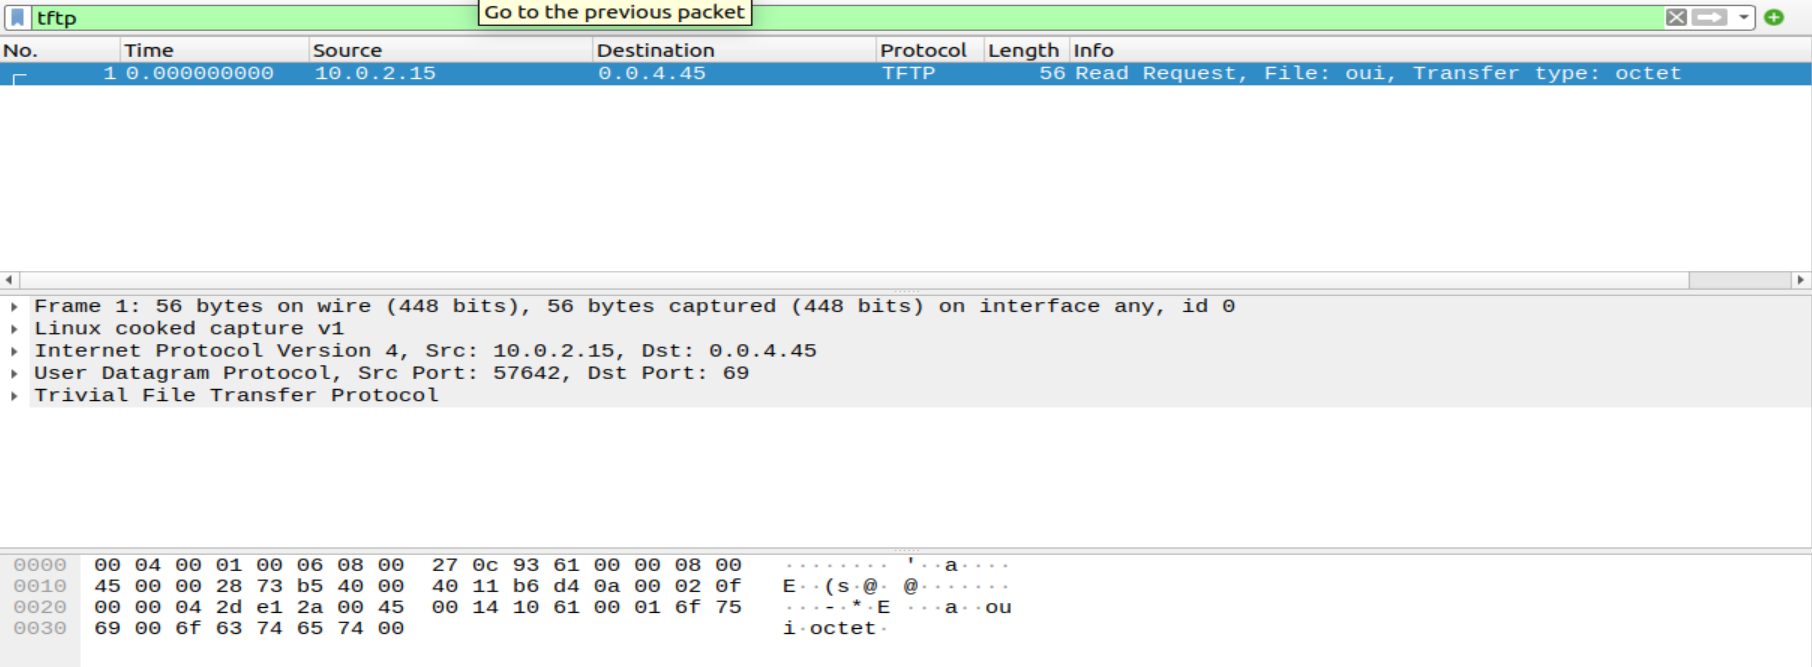 Go to the previous packet
tftp
No. Time Source Destination Protocol Length Info
1 0.000000000 10.0.2.15 0.0.4.45 TFTP 56 Read Request, File: oui, Transfer type: octet
Frame 1: 56 bytes on wire (448 bits), 56 bytes captured (448 bits) on interface any, id 0
Linux cooked capture v1
Internet Protocol Version 4, Src: 10.0.2.15, Dst: 0.0.4.45
User Datagram Protocol, Src Port: 57642, Dst Port: 69
Trivial File Transfer Protocol
0000 00 04 00 01 00 06 08 00 27 0c 93 61 00 00 08 00 ········ '··a····
0010 45 00 00 28 73 b5 40 00 40 11 b6 d4 0a 00 02 0f E··(s·@· @·······
0020 00 00 04 2d e1 2a 00 45 00 14 10 61 00 01 6f 75 ···-·*·E ···a··ou
0030 69 00 6f 63 74 65 74 00 i·octet·